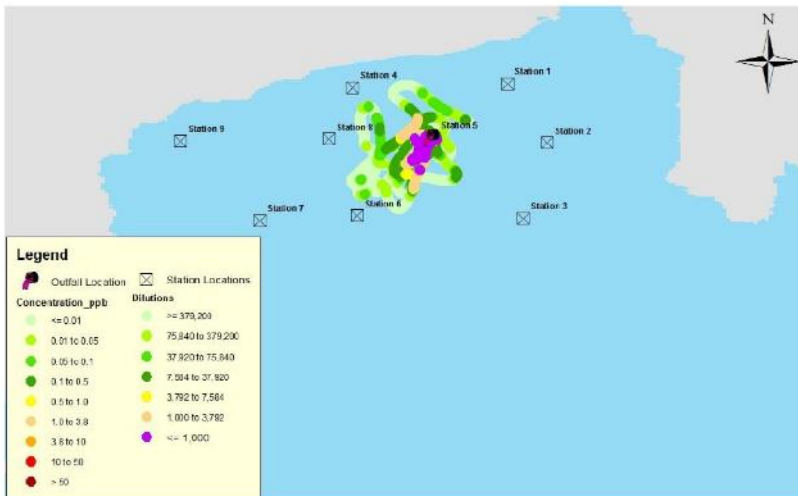 N
Station 4
Station 1
Station 5
Station 9
Station 8
Station 2
Station 7
Station 6
Station 3
Legend
Outfall Location
Station Locations
Concentration_ppb
Dilutions
<= 0.01
>= 379,200
0.01 to 0.05
75,840 to 379,200
0.05 to 0.1
37,920 to 75,840
0.1 to 0.5
7,584 to 37,920
0.5 to 1.0
3,792 to 7,584
1.0 to 3.8
1,000 to 3,792
3.8 to 10
<= 1,000
10 to 50
> 50